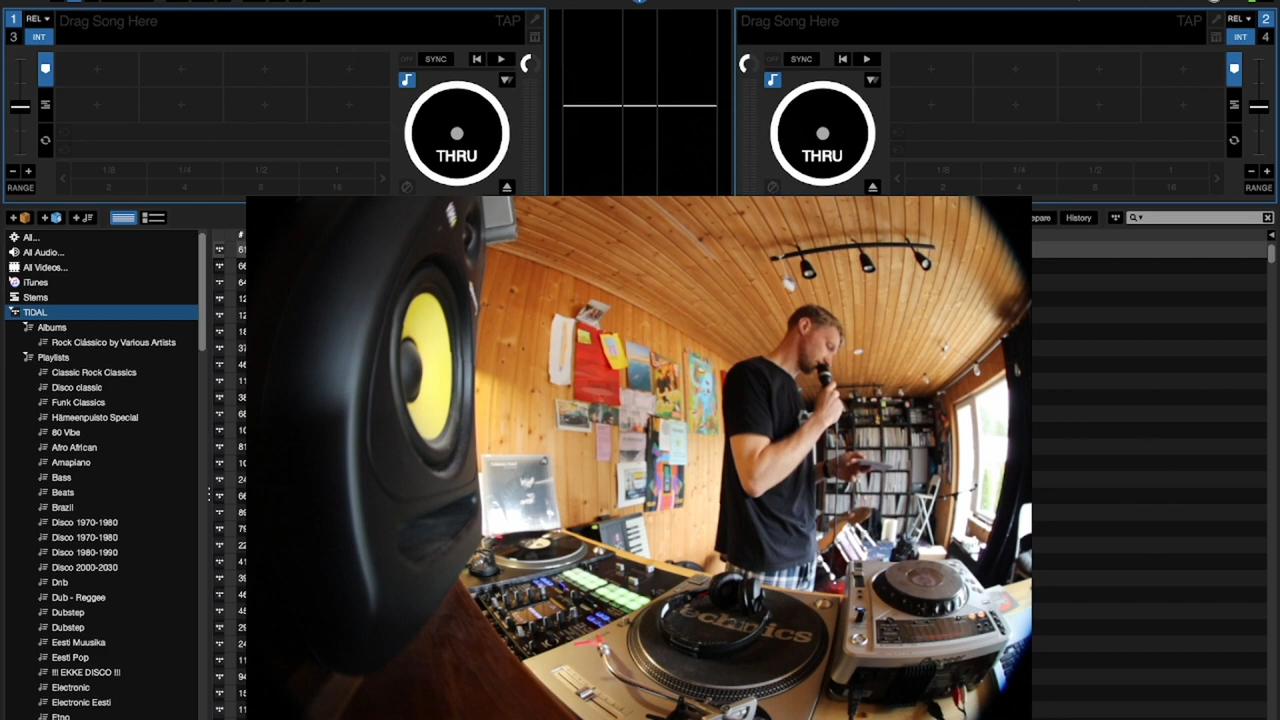 1 REL Drag Song Here TAP
3 INT
OFF SYNC
THRU
1/8 1/4 1/2 1
2 4 8 16
RANGE
Drag Song Here TAP REL 2
INT 4
OFF SYNC
THRU
1/8 1/4 1/2 1
2 4 8 16
RANGE
History
All...
All Audio...
All Videos...
iTunes
Stems
TIDAL
Albums
Rock Clássico by Various Artists
Playlists
Classic Rock Classics
Disco classic
Funk Classics
Hämeenpuisto Special
80 Vibe
Afro African
Amapiano
Bass
Beats
Brazil
Disco 1970-1980
Disco 1970-1980
Disco 1980-1990
Disco 2000-2030
Dnb
Dub - Reggee
Dubstep
Dubstep
Eesti Muusika
Eesti Pop
!!! EKKE DISCO !!!
Electronic
Electronic Eesti
Etno
#